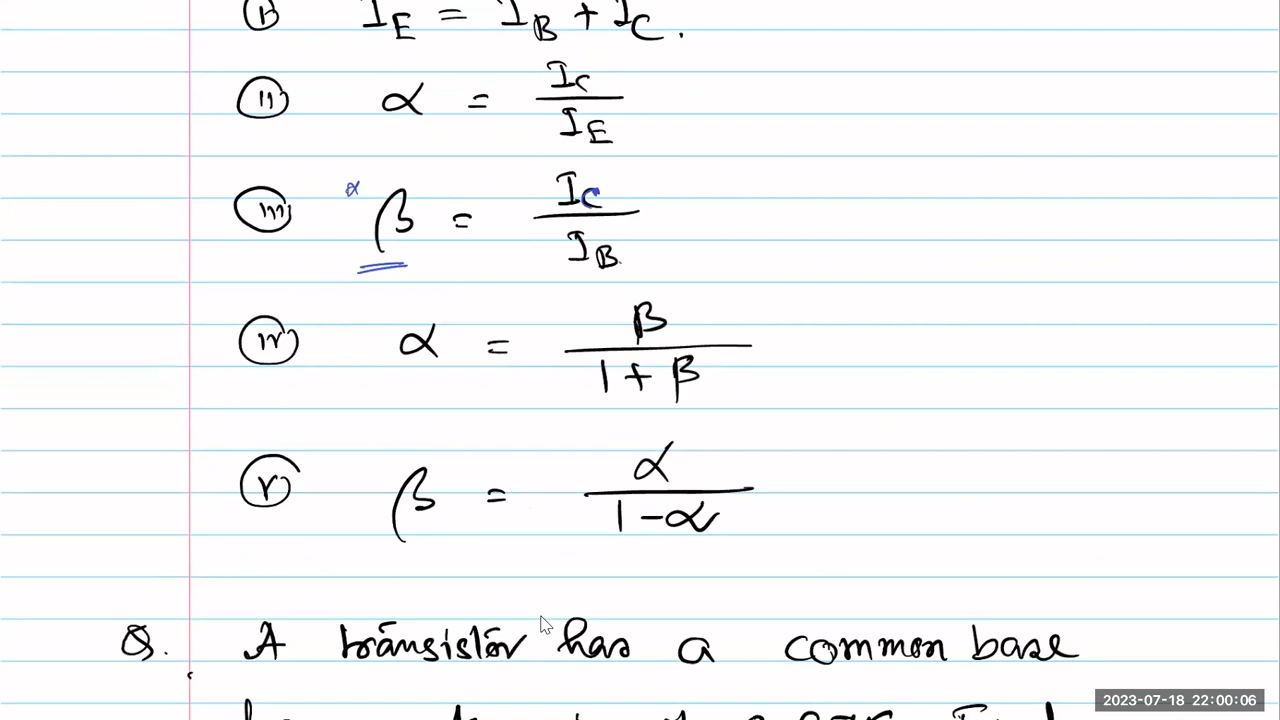 (i) I_E = I_B + I_C.
(ii) α = I_C / I_E
(iii) α β = I_C / I_B
(iv) α = β / 1 + β
(v) β = α / 1 - α
Q. A transistor has a common base
2023-07-18 22:00:06